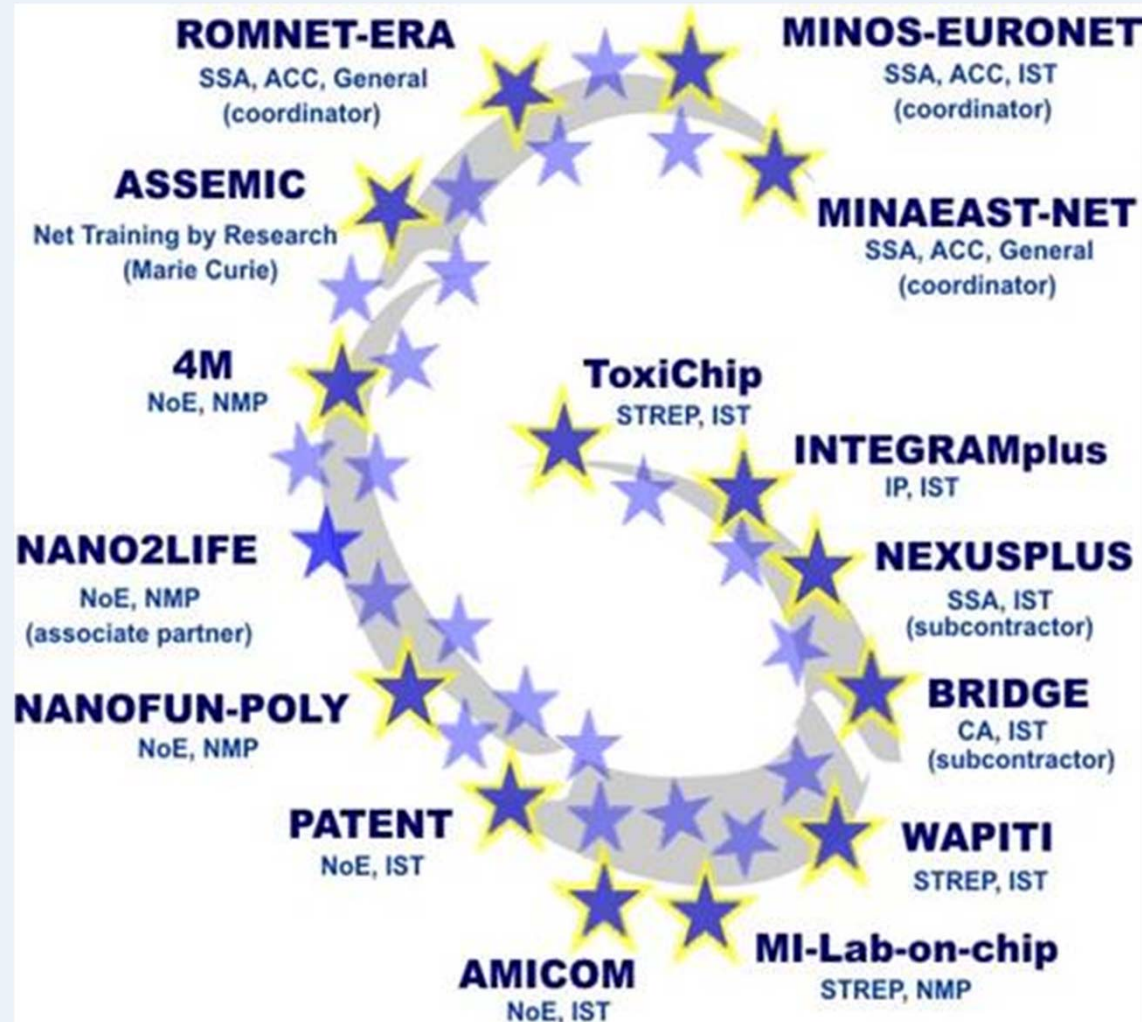 ROMNET-ERA
SSA, ACC, General
(coordinator)
MINOS-EURONET
SSA, ACC, IST
(coordinator)
ASSEMIC
Net Training by Research
(Marie Curie)
MINAEAST-NET
SSA, ACC, General
(coordinator)
4M
NoE, NMP
ToxiChip
STREP, IST
INTEGRAMplus
IP, IST
NANO2LIFE
NoE, NMP
(associate partner)
NEXUSPLUS
SSA, IST
(subcontractor)
NANOFUN-POLY
NoE, NMP
BRIDGE
CA, IST
(subcontractor)
PATENT
NoE, IST
WAPITI
STREP, IST
AMICOM
NoE, IST
MI-Lab-on-chip
STREP, NMP